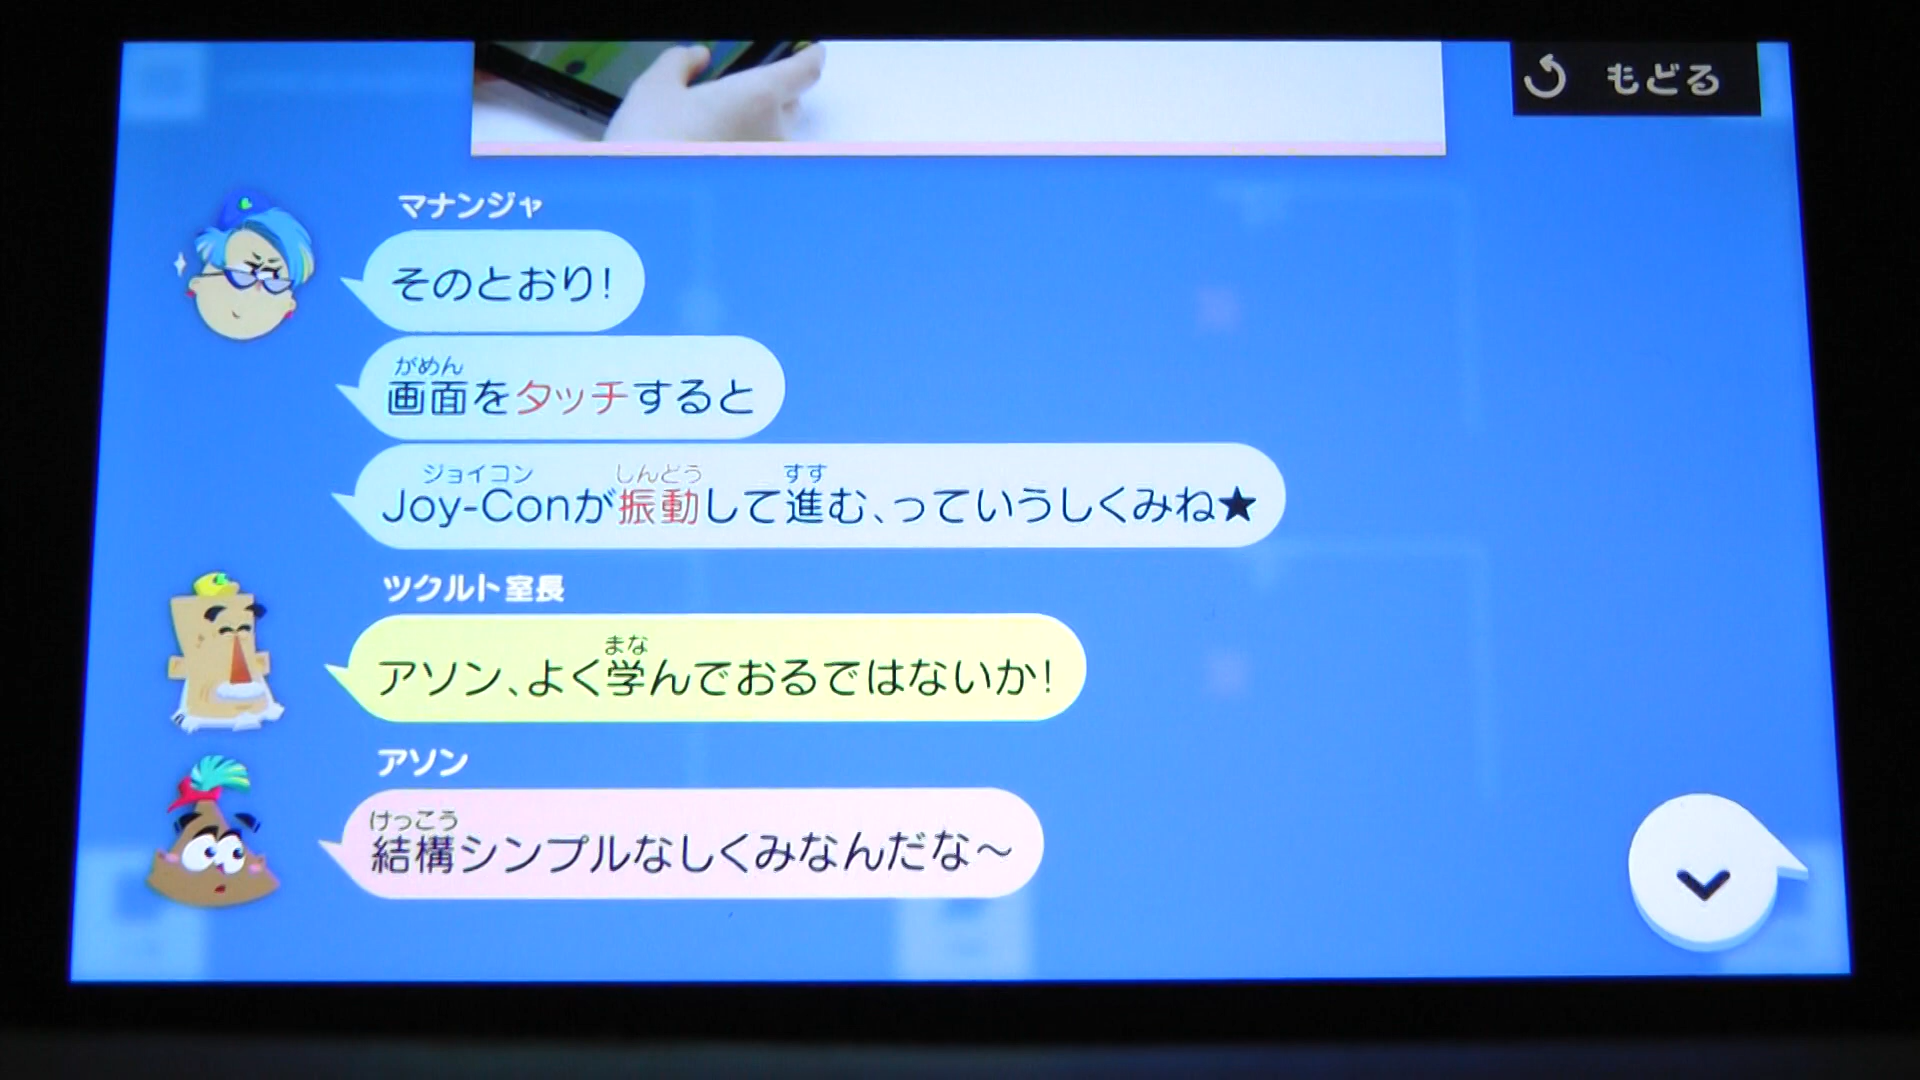 もどる
マナンジャ
そのとおり!
がめん
画面をタッチすると
ジョイコン しんどう すす
Joy-Conが振動して進む、っていうしくみね★
ツクルト室長
まな
アソン、よく学んでおるではないか!
アソン
けっこう
結構シンプルなしくみなんだな〜